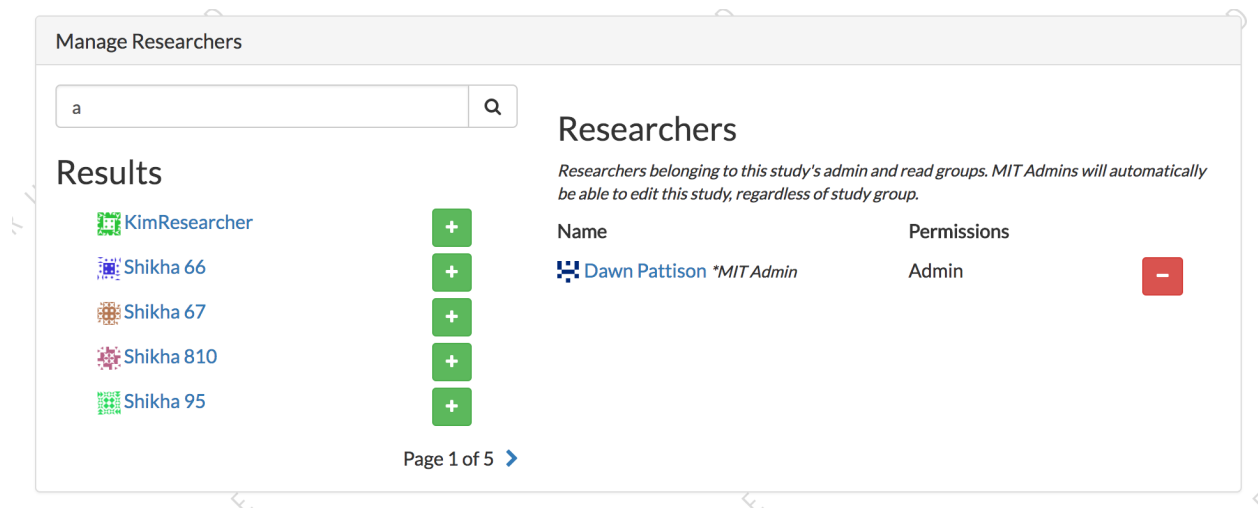 Manage Researchers
a
Results
KimResearcher
Shikha 66
Shikha 67
Shikha 810
Shikha 95
Page 1 of 5
Researchers
Researchers belonging to this study's admin and read groups. MIT Admins will automatically
be able to edit this study, regardless of study group.
Name Permissions
Dawn Pattison *MIT Admin Admin